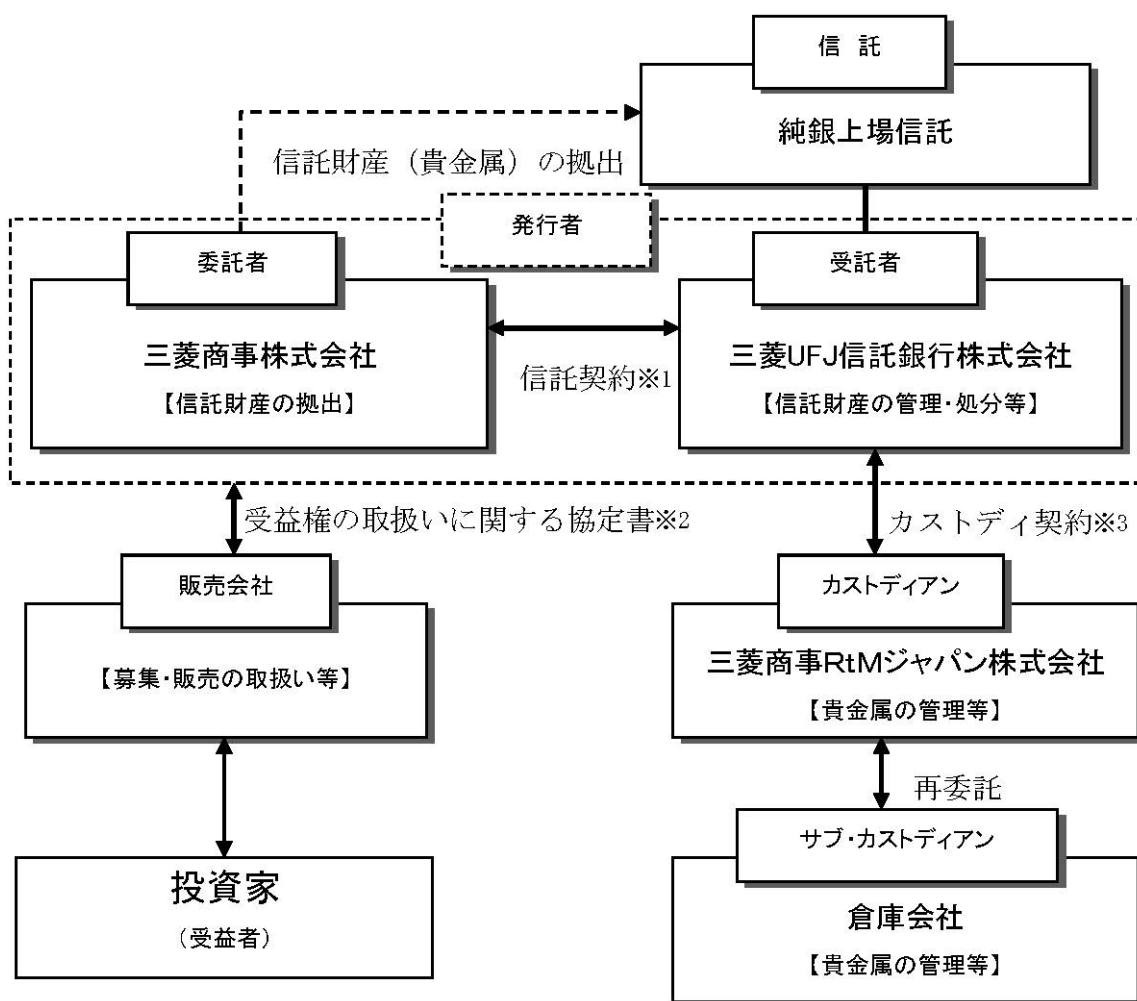 信 託
純銀上場信託
信託財産（貴金属）の拠出
発行者
委託者
三菱商事株式会社
【信託財産の拠出】
信託契約※1
受託者
三菱UFJ信託銀行株式会社
【信託財産の管理・処分等】
受益権の取扱いに関する協定書※2
カストディ契約※3
販売会社
【募集・販売の取扱い等】
カストディアン
三菱商事RtMジャパン株式会社
【貴金属の管理等】
再委託
投資家
（受益者）
サブ・カストディアン
倉庫会社
【貴金属の管理等】